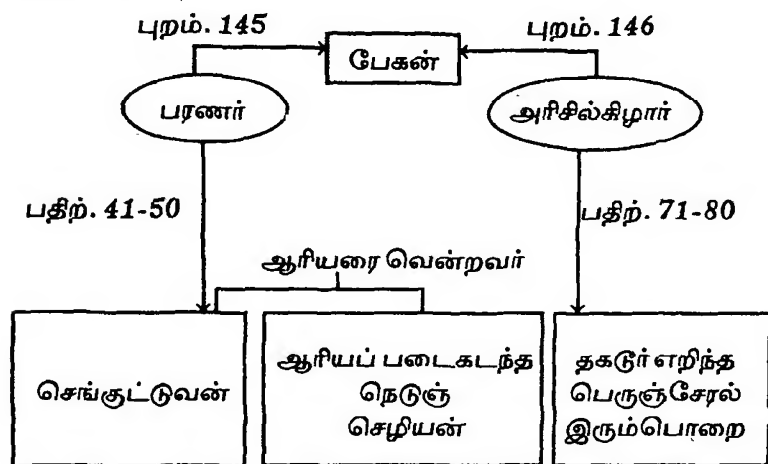 புறம். 145
பேகன்
புறம். 146
பரணர்
அரிசில்கிழார்
பதிற். 41-50
பதிற். 71-80
ஆரியரை வென்றவர்
செங்குட்டுவன்
ஆரியப் படைகடந்த
நெடுஞ்
செழியன்
தகடூர் எறிந்த
பெருஞ்சேரல்
இரும்பொறை